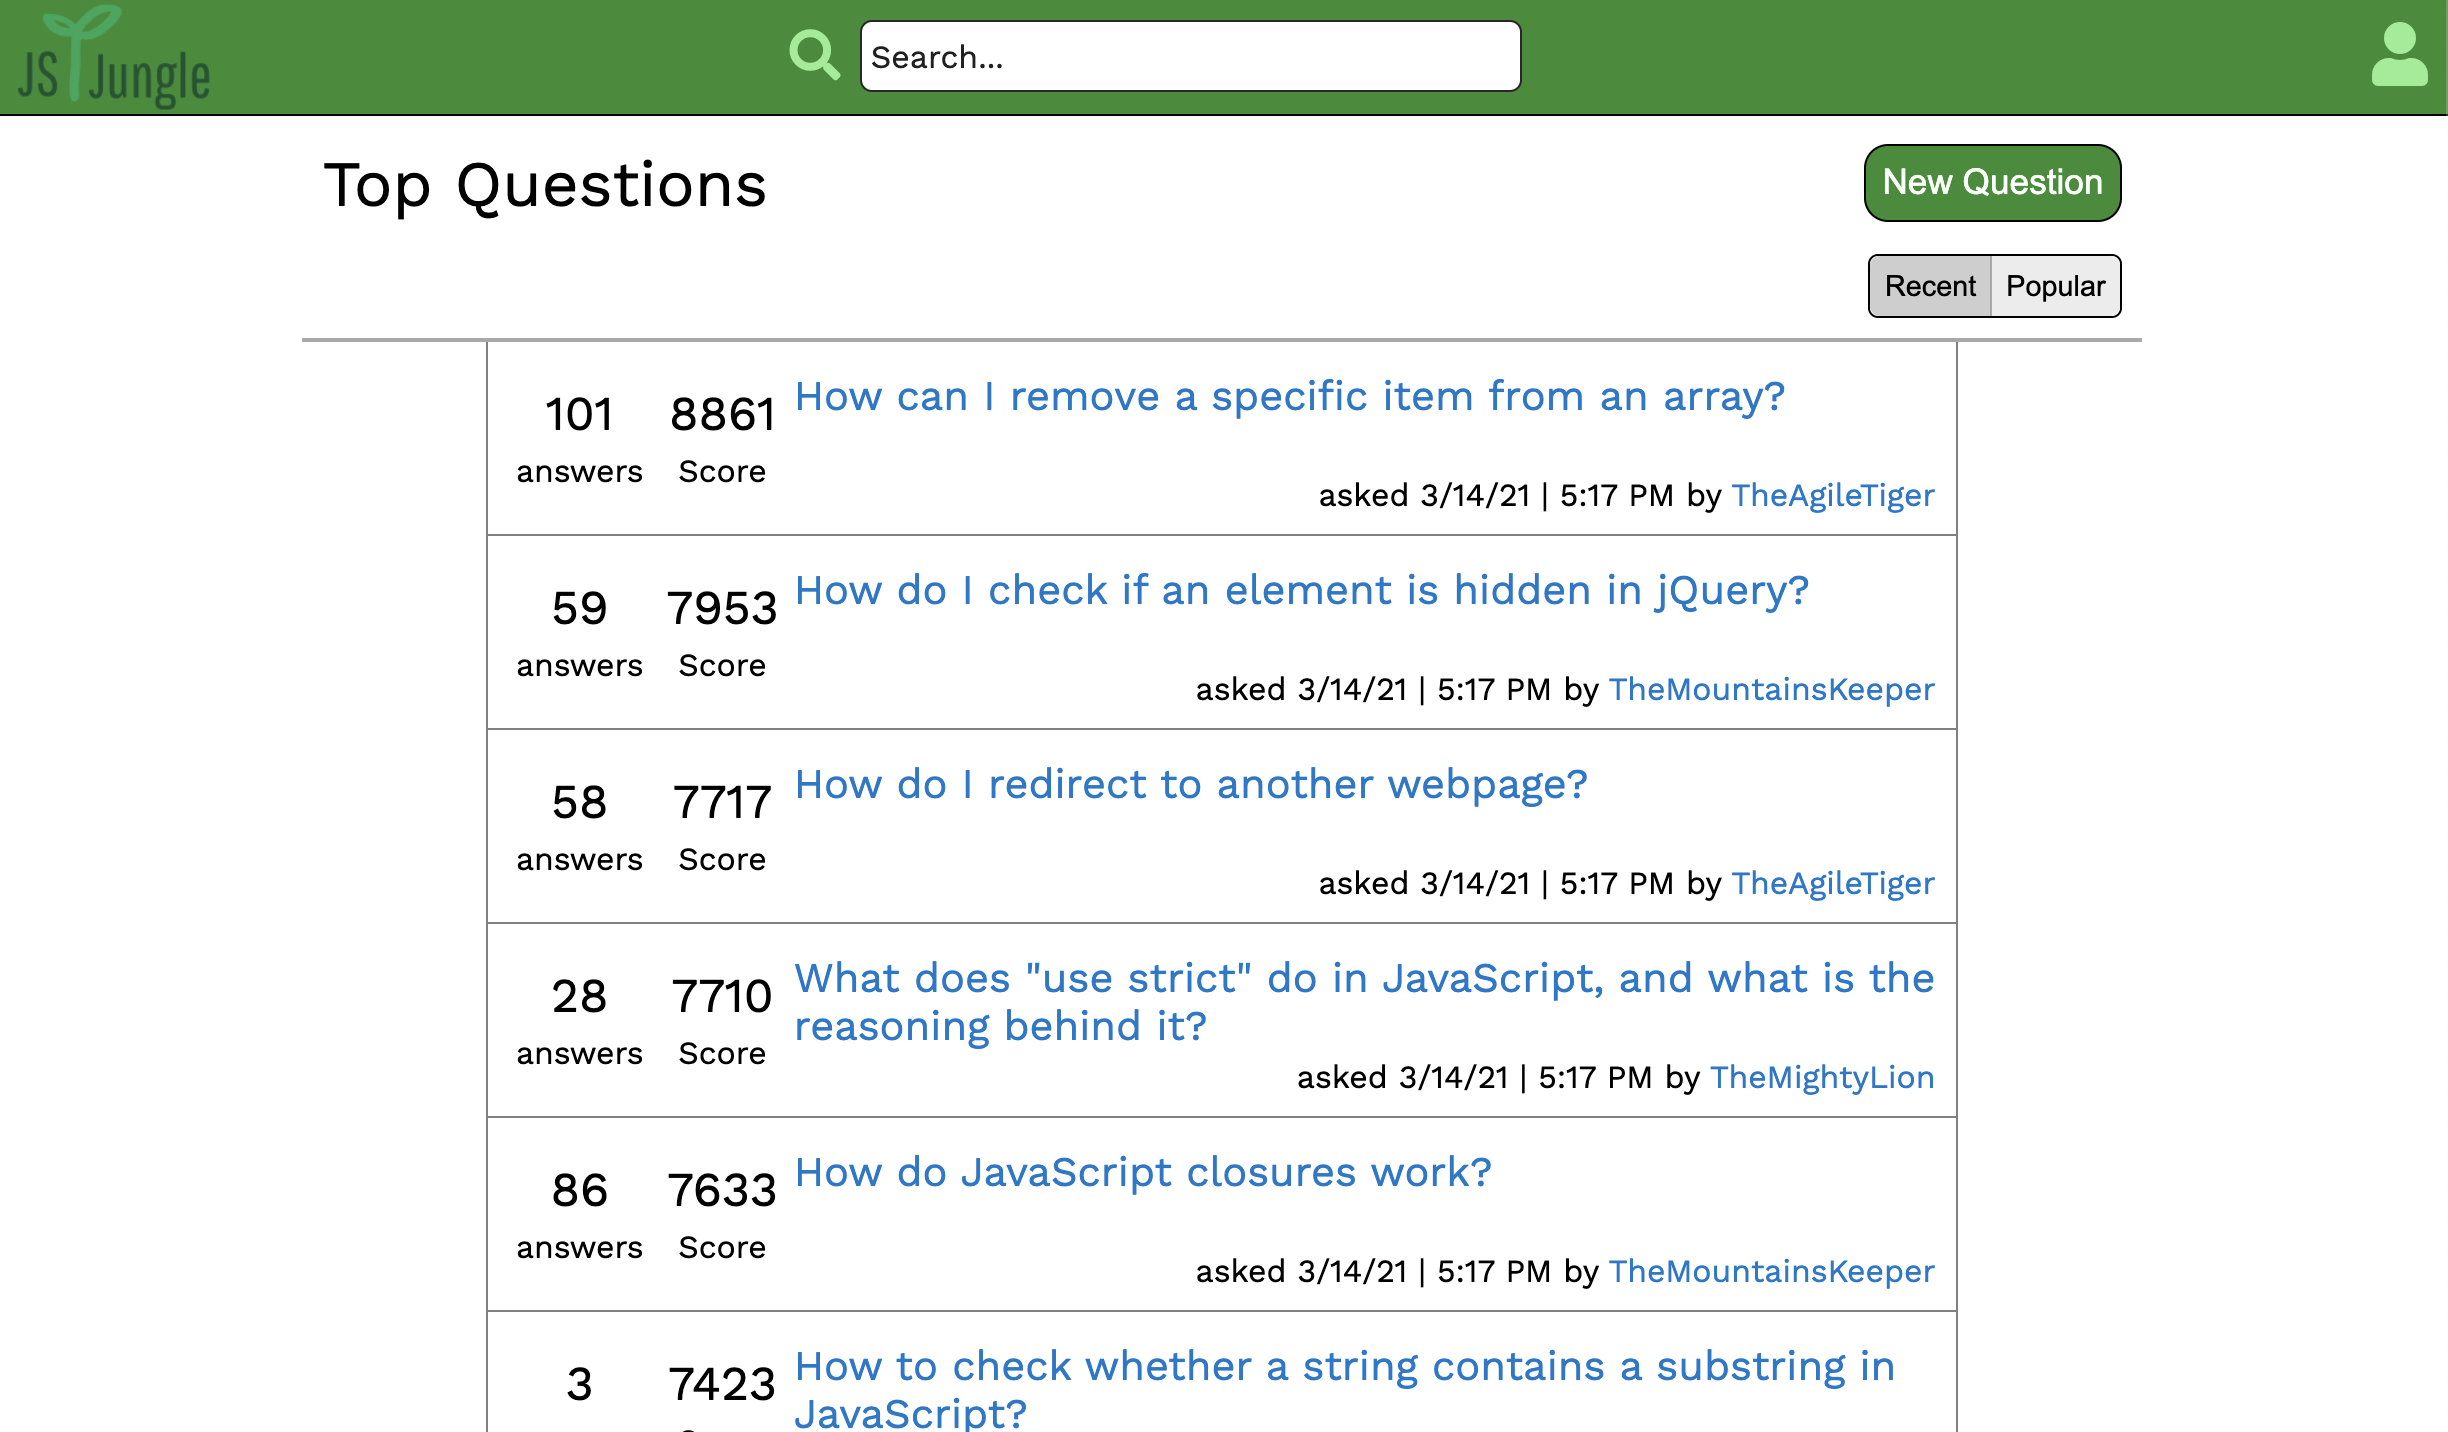 JS Jungle
Search...
Top Questions
New Question
Recent Popular
101 8861 How can I remove a specific item from an array?
answers Score
asked 3/14/21 | 5:17 PM by TheAgileTiger
59 7953 How do I check if an element is hidden in jQuery?
answers Score
asked 3/14/21 | 5:17 PM by TheMountainsKeeper
58 7717 How do I redirect to another webpage?
answers Score
asked 3/14/21 | 5:17 PM by TheAgileTiger
28 7710 What does "use strict" do in JavaScript, and what is the
reasoning behind it?
answers Score
asked 3/14/21 | 5:17 PM by TheMightyLion
86 7633 How do JavaScript closures work?
answers Score
asked 3/14/21 | 5:17 PM by TheMountainsKeeper
3 7423 How to check whether a string contains a substring in
JavaScript?